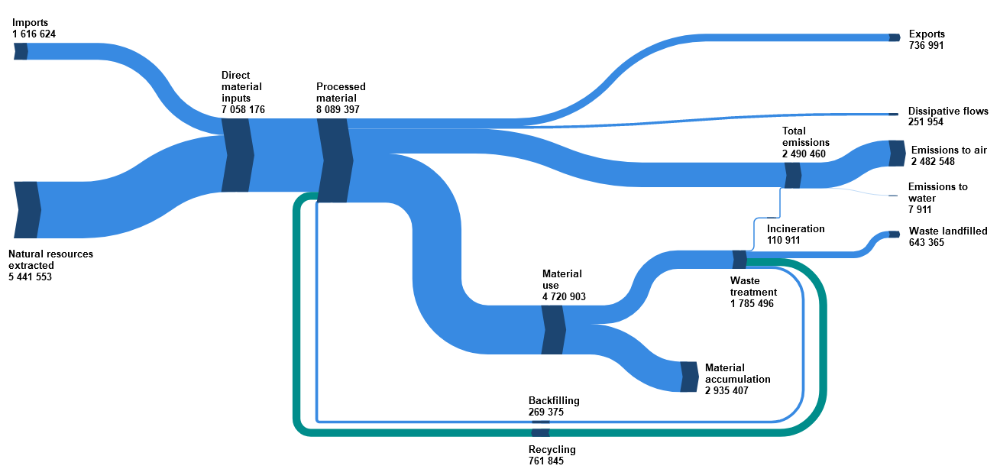 Imports
1 616 624
Exports
736 991
Direct
material
inputs
7 058 176
Processed
material
8 089 397
Dissipative flows
251 954
Total
emissions
2 490 460
Emissions to air
2 482 548
Emissions to
water
7 911
Incineration
110 911
Waste landfilled
643 365
Natural resources
extracted
5 441 553
Material
use
4 720 903
Waste
treatment
1 785 496
Material
accumulation
2 935 407
Backfilling
269 375
Recycling
761 845